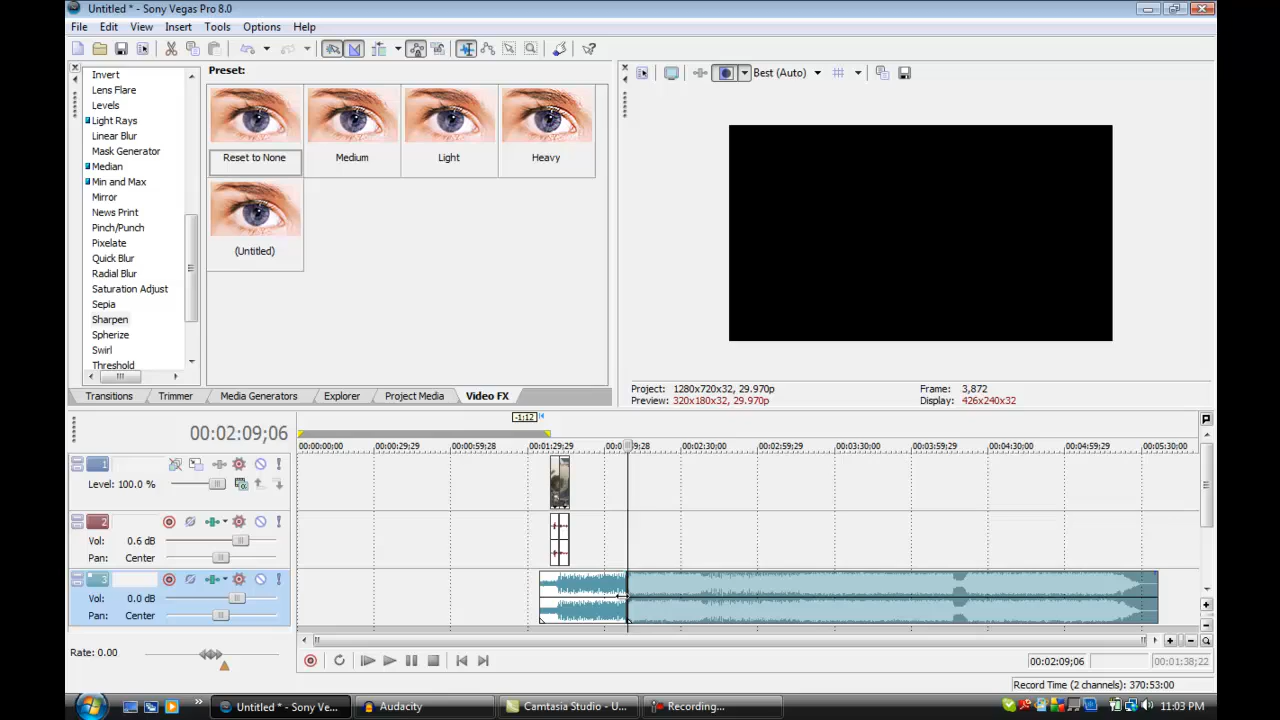 Untitled * - Sony Vegas Pro 8.0
File Edit View Insert Tools Options Help
Invert
Lens Flare
Levels
Light Rays
Linear Blur
Mask Generator
Median
Min and Max
Mirror
News Print
Pinch/Punch
Pixelate
Quick Blur
Radial Blur
Saturation Adjust
Sepia
Sharpen
Spherize
Swirl
Threshold
Preset:
Reset to None Medium Light Heavy
(Untitled)
Best (Auto)
Transitions Trimmer Media Generators Explorer Project Media Video FX
Project: 1280x720x32, 29.970p Frame: 3,872
Preview: 320x180x32, 29.970p Display: 426x240x32
-1;12
00:02:09;06
00:00:00;00 00:00:29;29 00:00:59;28 00:01:29;29 00:02:30;00 00:02:59;29 00:03:30;00 00:03:59;29 00:04:30;00 00:04:59;29 00:05:30;00
1
Level: 100.0 %
2
Vol: 0.6 dB
Pan: Center
3
Vol: 0.0 dB
Pan: Center
Rate: 0.00
00:02:09;06 00:01:38;22
Record Time (2 channels): 370:53:00
Untitled * - Sony Ve... Audacity Camtasia Studio - U... Recording... 11:03 PM